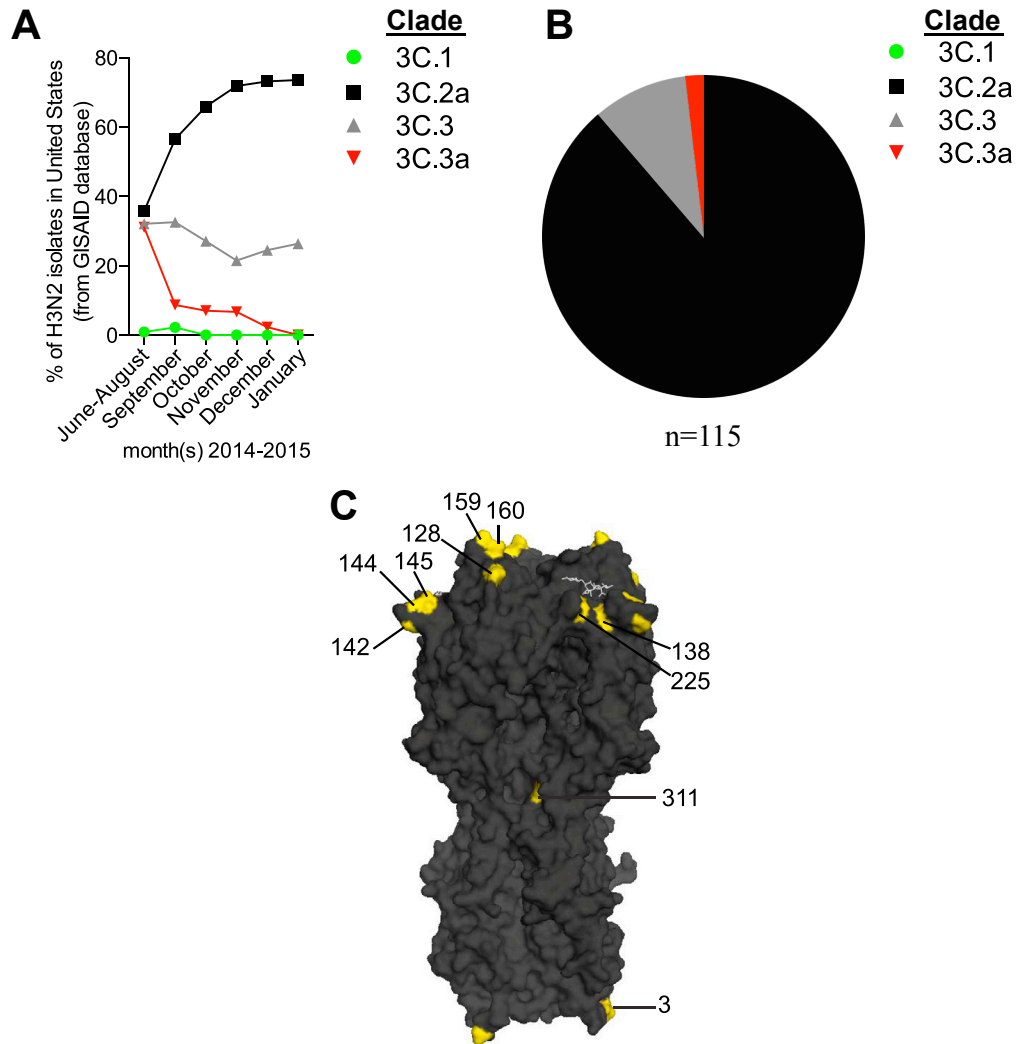 A
Clade
3C.1
3C.2a
3C.3
3C.3a
% of H3N2 isolates in United States
(from GISAID database)
80
60
40
20
0
June-August
September
October
November
December
January
month(s) 2014-2015
B
Clade
3C.1
3C.2a
3C.3
3C.3a
n=115
C
159
160
128
144
145
142
138
225
311
3